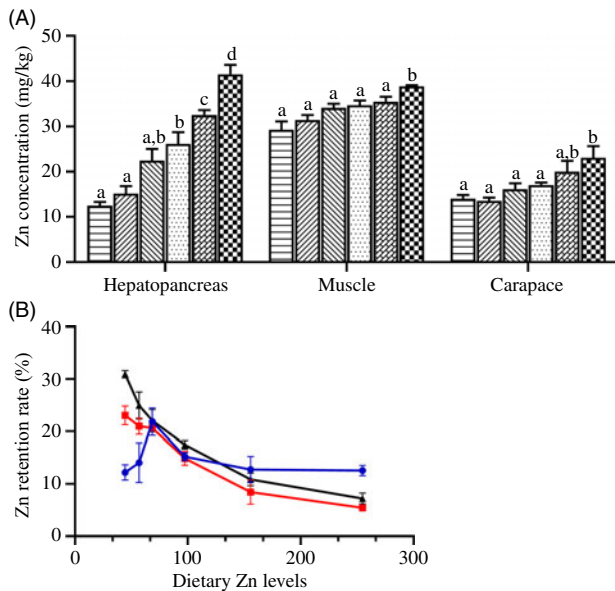 (A)
Zn concentration (mg/kg)
50
40
30
20
10
0
a a a,b b c d
a a a a a b
a a a a a,b b
Hepatopancreas Muscle Carapace
(B)
Zn retention rate (%)
40
30
20
10
0
0 100 200 300
Dietary Zn levels